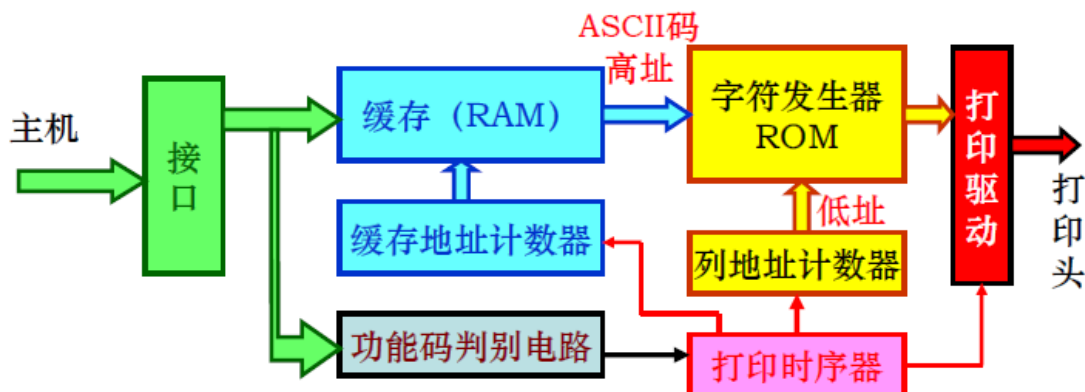 主机
接
口
缓存（RAM）
ASCII码
高址
字符发生器
ROM
打
印
驱
动
打
印
头
缓存地址计数器
低址
列地址计数器
功能码判别电路
打印时序器